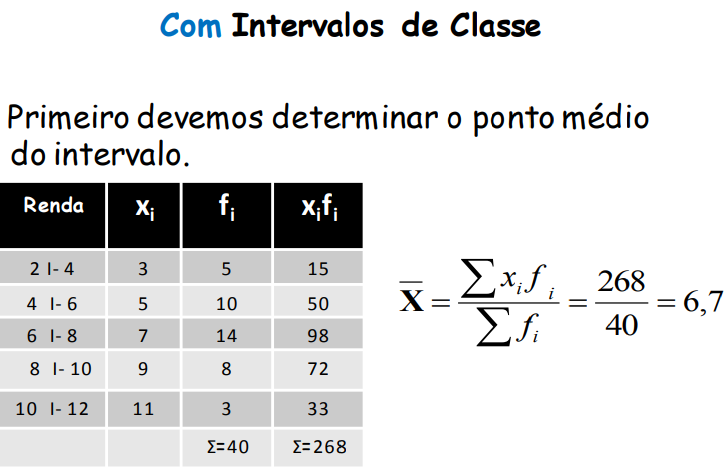 Com Intervalos de Classe
Primeiro devemos determinar o ponto médio
do intervalo.
Renda xi fi xifi
2 I- 4 3 5 15
4 I- 6 5 10 50
6 I- 8 7 14 98
8 I- 10 9 8 72
10 I- 12 11 3 33
Σ=40 Σ=268
X̅ = ∑xifi / ∑fi = 268 / 40 = 6,7